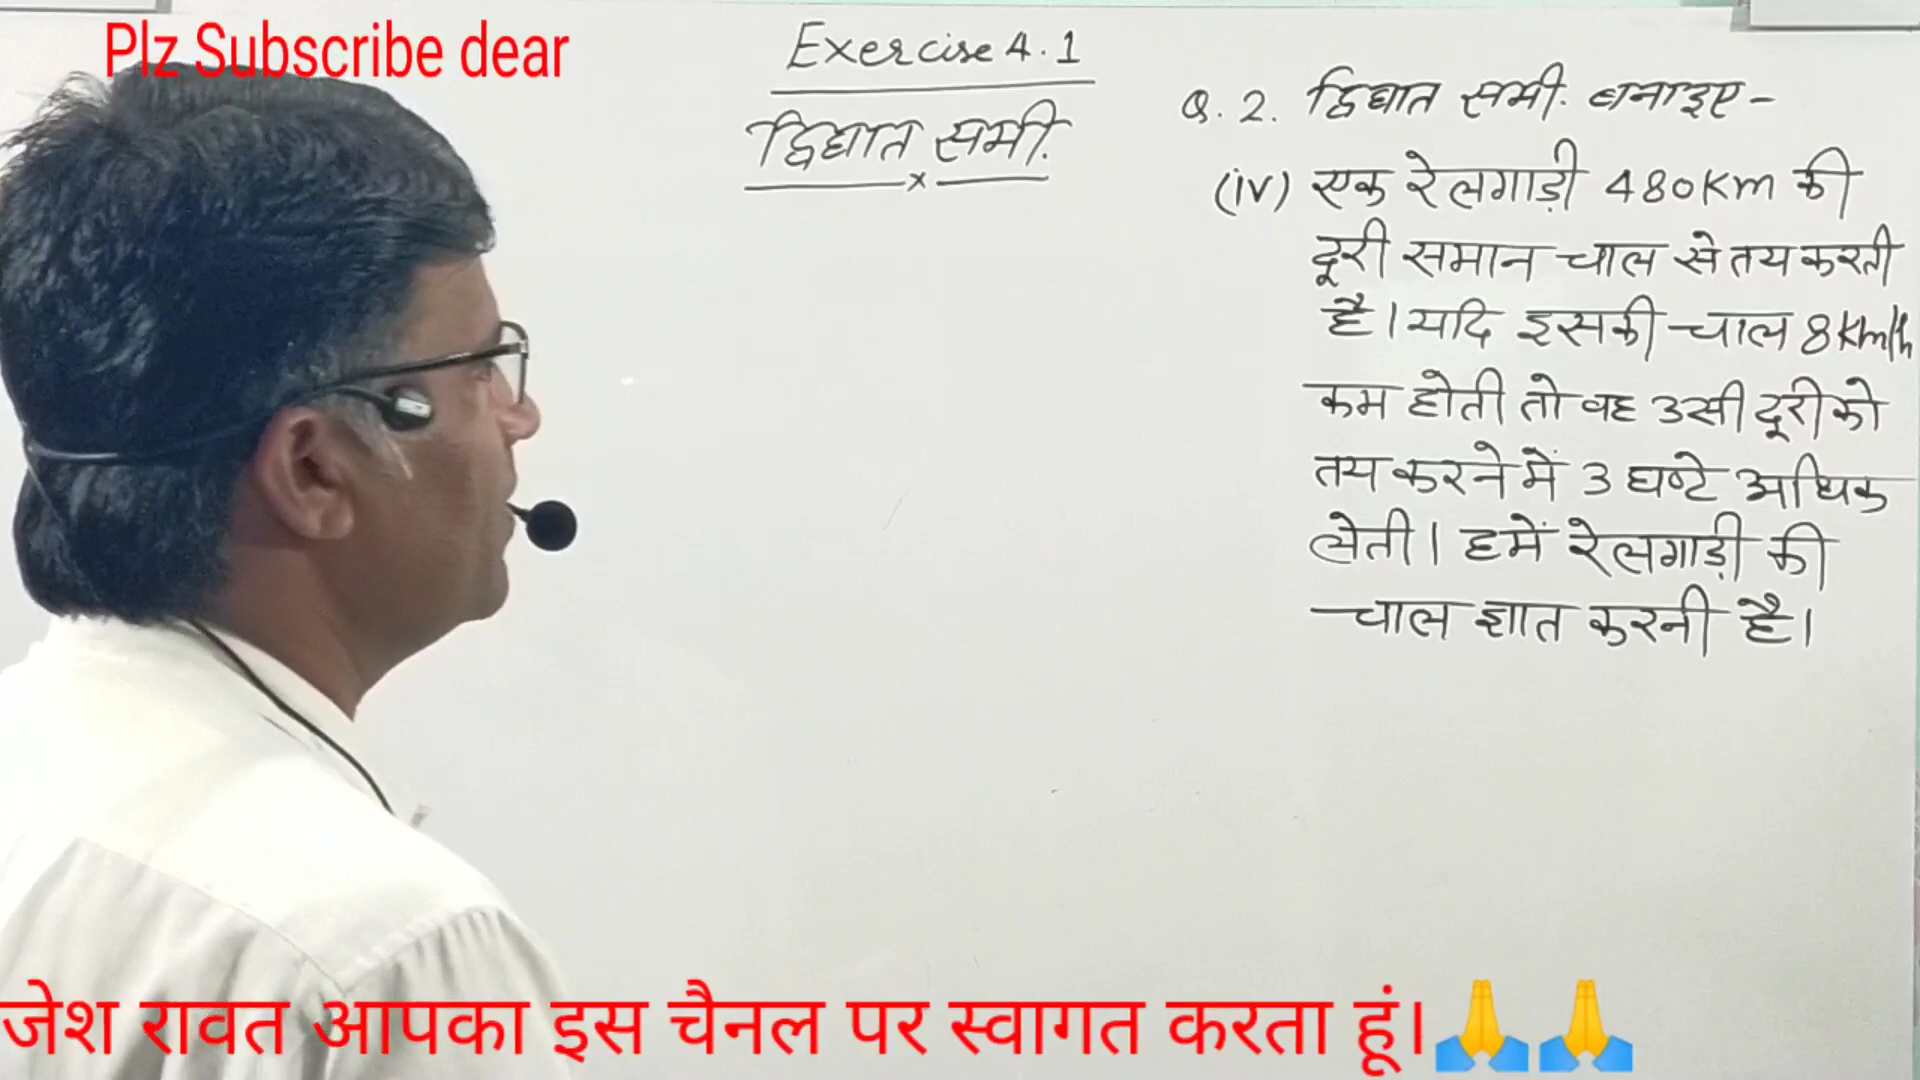 Plz Subscribe dear
Exercise 4.1
द्विघात समी.
x
Q. 2. द्विघात समी. बनाइए -
(iv) एक रेलगाड़ी 480 Km की
दूरी समान चाल से तय करती
है। यदि इसकी चाल 8 Km/h
कम होती तो वह उसी दूरी को
तय करने में 3 घण्टे अधिक
लेती। हमें रेलगाड़ी की
चाल ज्ञात करनी है।
जेश रावत आपका इस चैनल पर स्वागत करता हूं।🙏🙏